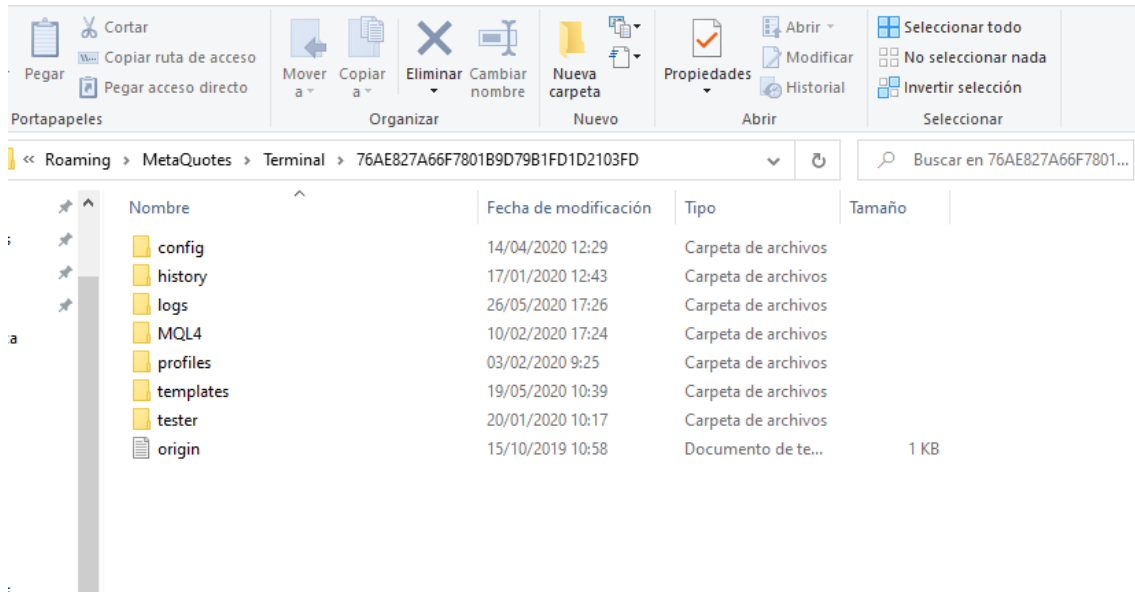 Cortar
Copiar ruta de acceso
Pegar acceso directo
Pegar
Portapapeles
Mover a
Copiar a
Eliminar
Cambiar nombre
Organizar
Nueva carpeta
Nuevo
Propiedades
Abrir
Modificar
Historial
Abrir
Seleccionar todo
No seleccionar nada
Invertir selección
Seleccionar
« Roaming > MetaQuotes > Terminal > 76AE827A66F7801B9D79B1FD1D2103FD
Buscar en 76AE827A66F7801...
Nombre Fecha de modificación Tipo Tamaño
config 14/04/2020 12:29 Carpeta de archivos
history 17/01/2020 12:43 Carpeta de archivos
logs 26/05/2020 17:26 Carpeta de archivos
MQL4 10/02/2020 17:24 Carpeta de archivos
profiles 03/02/2020 9:25 Carpeta de archivos
templates 19/05/2020 10:39 Carpeta de archivos
tester 20/01/2020 10:17 Carpeta de archivos
origin 15/10/2019 10:58 Documento de te... 1 KB